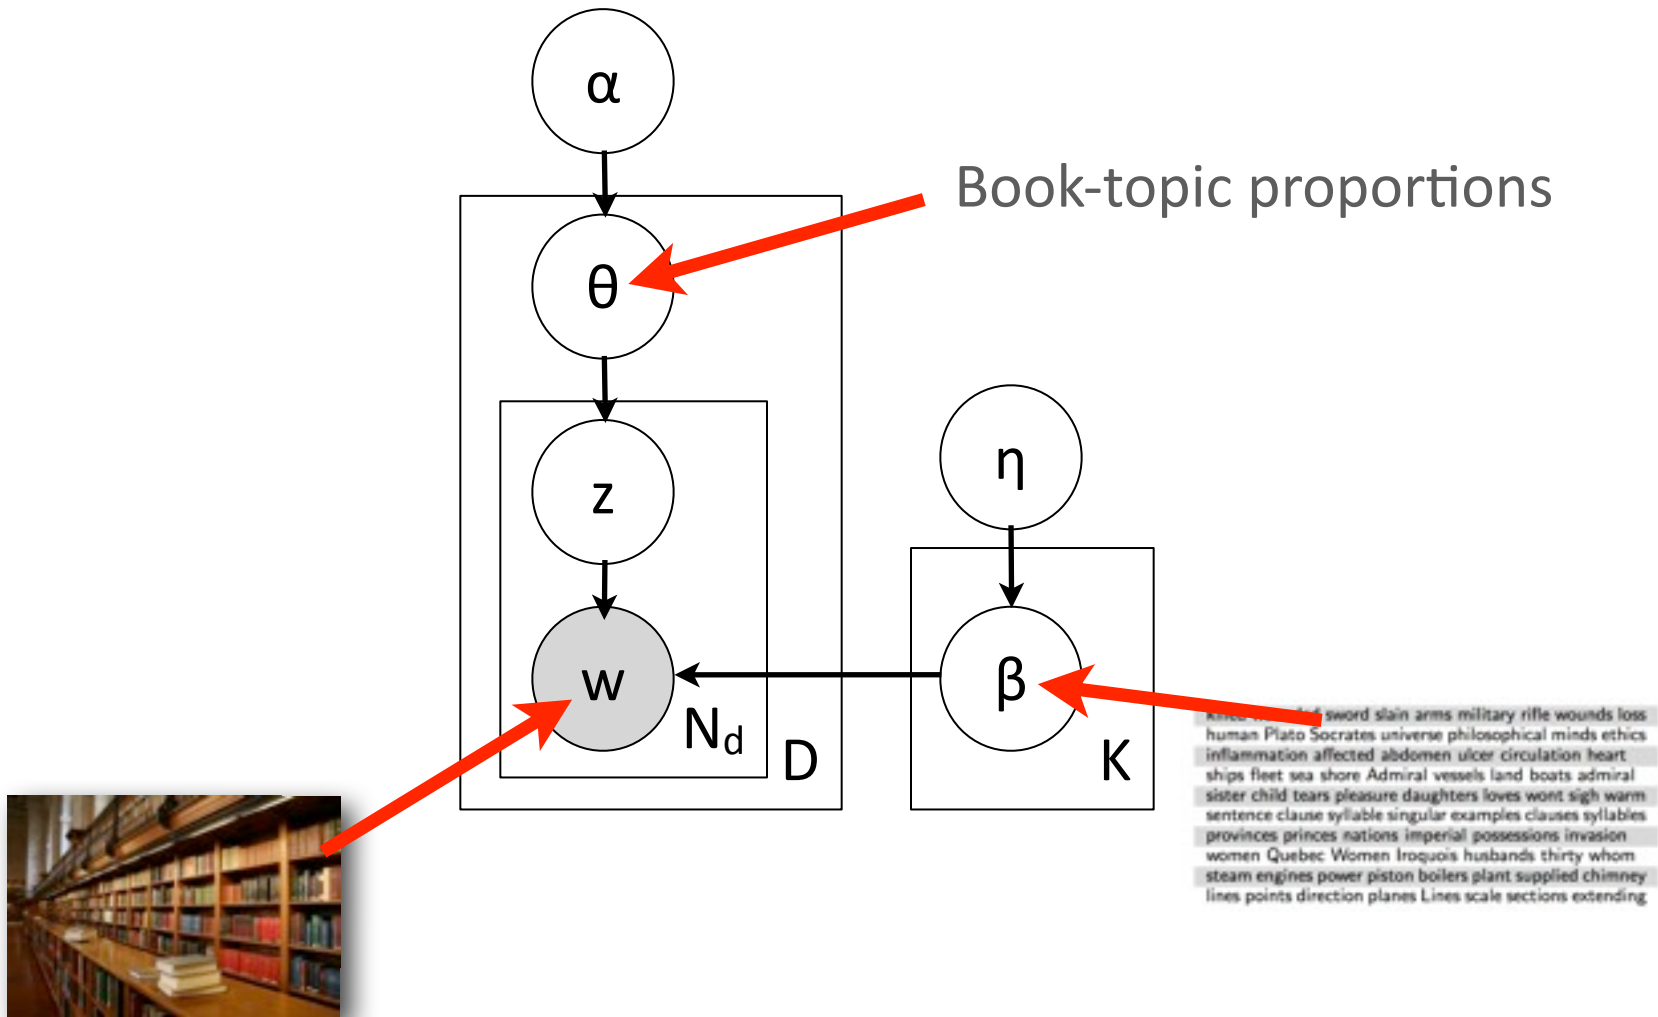 α
Book-topic proportions
θ
z
η
w
β
N_d
D
K
sword slain arms military rifle wounds loss
human Plato Socrates universe philosophical minds ethics
inflammation affected abdomen ulcer circulation heart
ships fleet sea shore Admiral vessels land boats admiral
sister child tears pleasure daughters loves wont sigh warm
sentence clause syllable singular examples clauses syllables
provinces princes nations imperial possessions invasion
women Quebec Women Iroquois husbands thirty whom
steam engines power piston boilers plant supplied chimney
lines points direction planes Lines scale sections extending